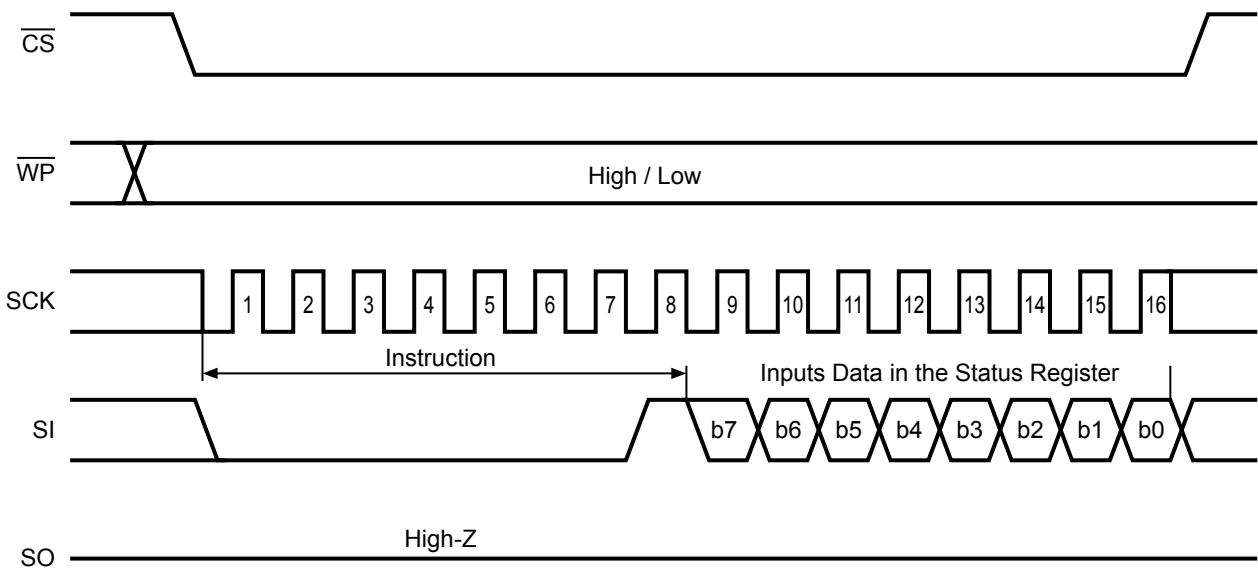 CS
WP
High / Low
SCK
1 2 3 4 5 6 7 8 9 10 11 12 13 14 15 16
Instruction
Inputs Data in the Status Register
SI
b7 b6 b5 b4 b3 b2 b1 b0
High-Z
SO